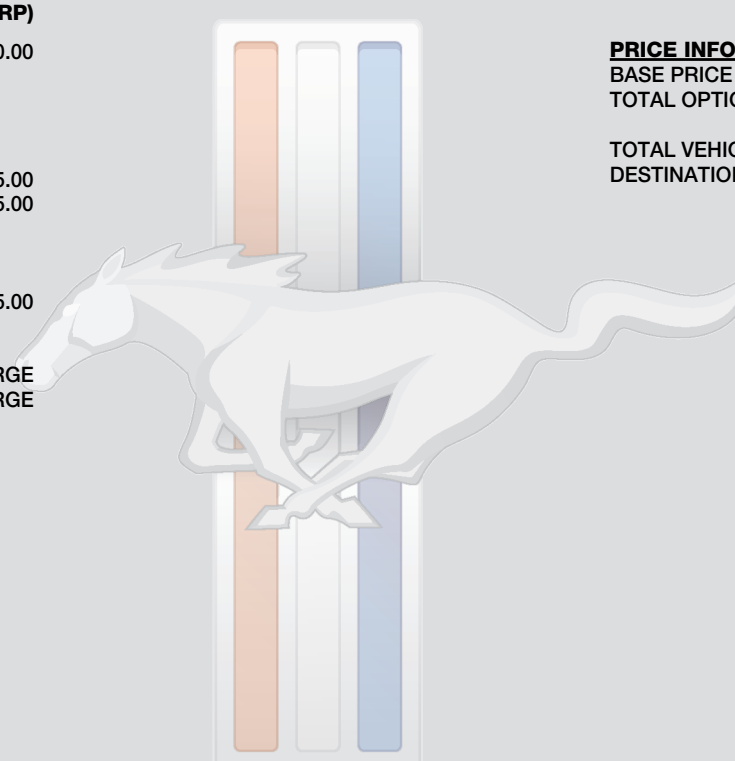 RP)
0.00
5.00
5.00
5.00
RGE
RGE
PRICE INFO
BASE PRICE
TOTAL OPTIO
TOTAL VEHIC
DESTINATION